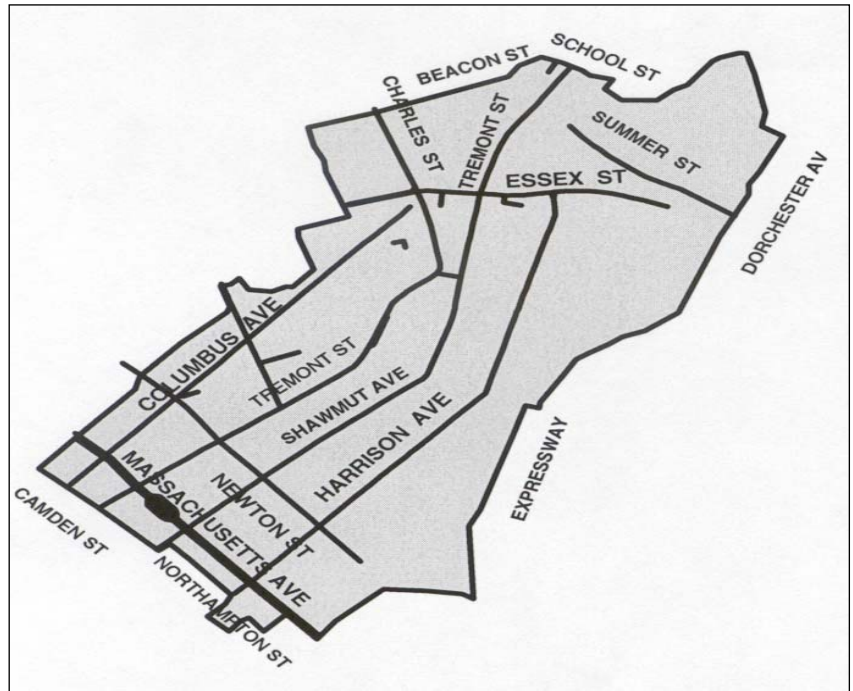 BEACON ST
SCHOOL ST
CHARLES ST
TREMONT ST
SUMMER ST
ESSEX ST
DORCHESTER AV
COLUMBUS AVE
TREMONT ST
SHAWMUT AVE
HARRISON AVE
EXPRESSWAY
MASSACHUSETTS AVE
NEWTON ST
CAMDEN ST
NORTHAMPTON ST